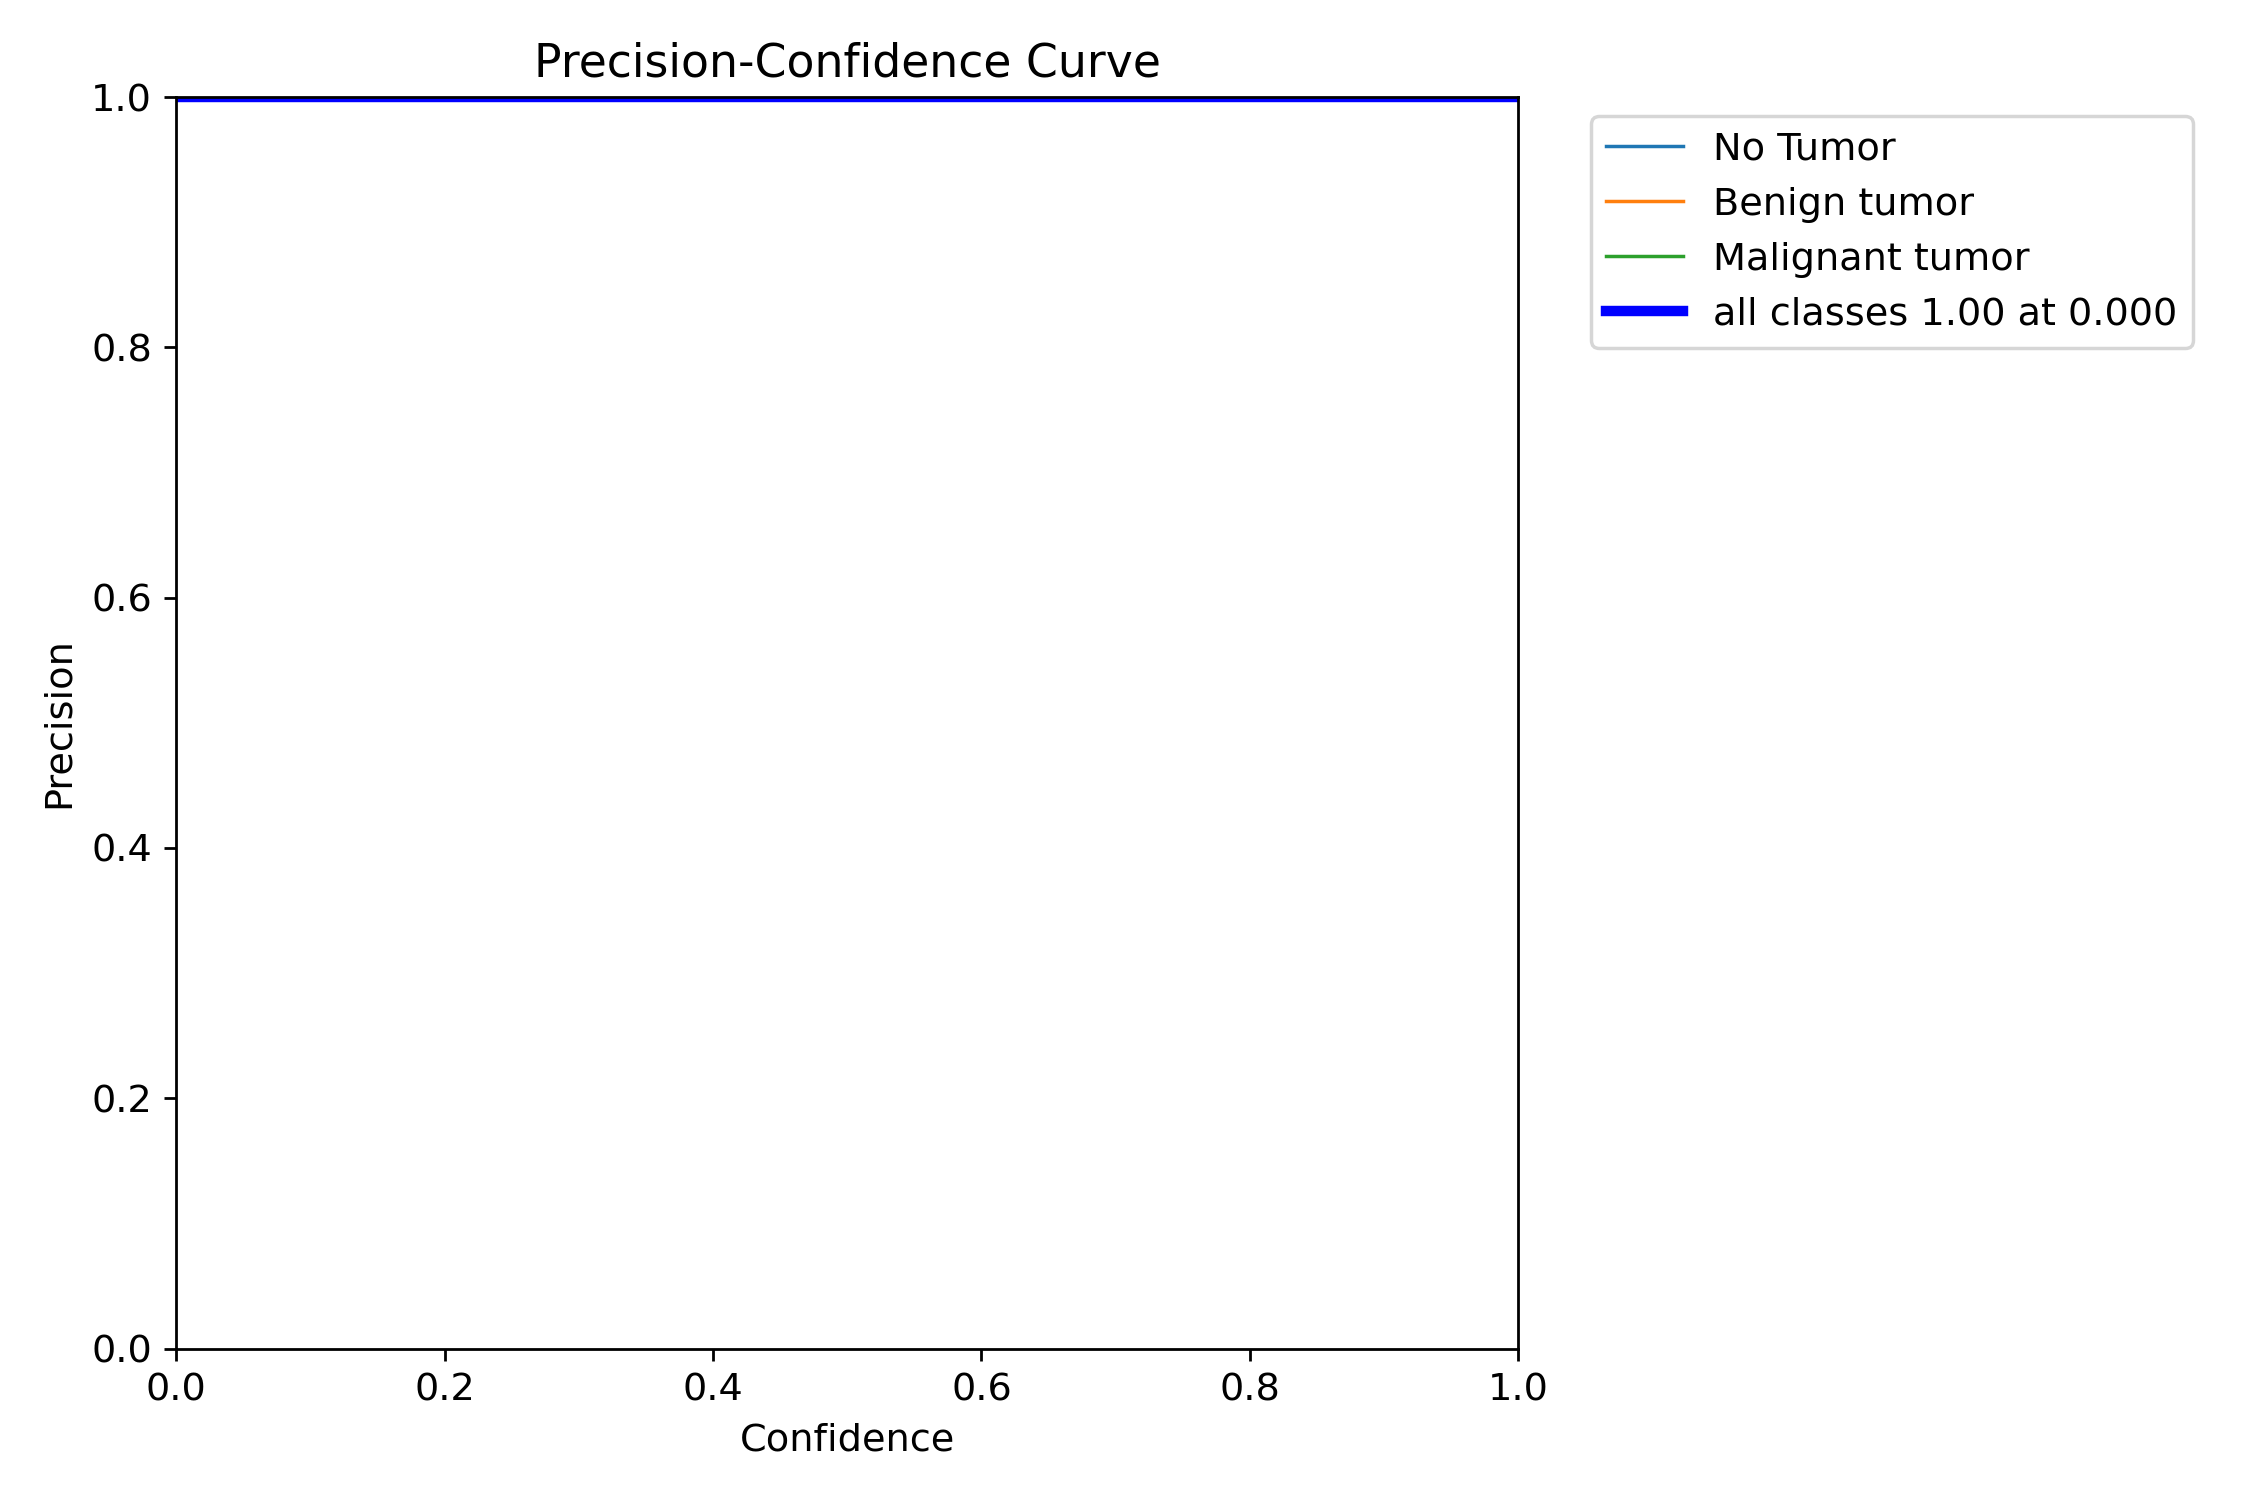 Precision-Confidence Curve
1.0
0.8
0.6
0.4
0.2
0.0
Precision
0.0 0.2 0.4 0.6 0.8 1.0
Confidence
No Tumor
Benign tumor
Malignant tumor
all classes 1.00 at 0.000